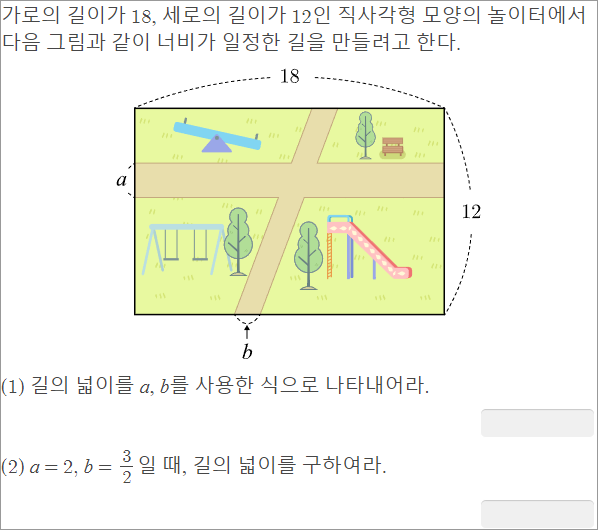 가로의 길이가 18, 세로의 길이가 12인 직사각형 모양의 놀이터에서
다음 그림과 같이 너비가 일정한 길을 만들려고 한다.
18
a
12
b
(1) 길의 넓이를 a, b를 사용한 식으로 나타내어라.
(2) a = 2, b = 3/2 일 때, 길의 넓이를 구하여라.